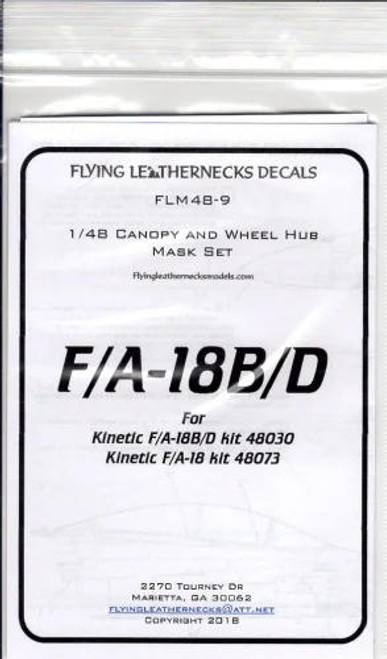 FLYING LEATHERNECKS DECALS
FLM48-9
1/48 CANOPY AND WHEEL HUB
MASK SET
Flyingleathernecksmodels.com
F/A-18B/D
For
Kinetic F/A-18B/D kit 48030
Kinetic F/A-18 kit 48073
2270 TOURNEY DR
MARIETTA, GA 30062
FLYINGLEATHERNECKS@ATT.NET
COPYRIGHT 2018